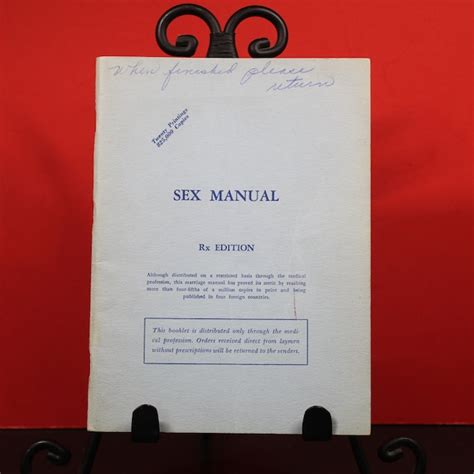 When finished please
return
Twenty Printings
825,000 Copies
SEX MANUAL
Rx EDITION
Although distributed on a restricted basis through the medical
profession, this marriage manual has proved its merits by reaching
more than four-fifths of a million copies in print and being
published in four foreign countries.
This booklet is distributed only through the medi-
cal profession. Orders received direct from laymen
without prescriptions will be returned to the senders.